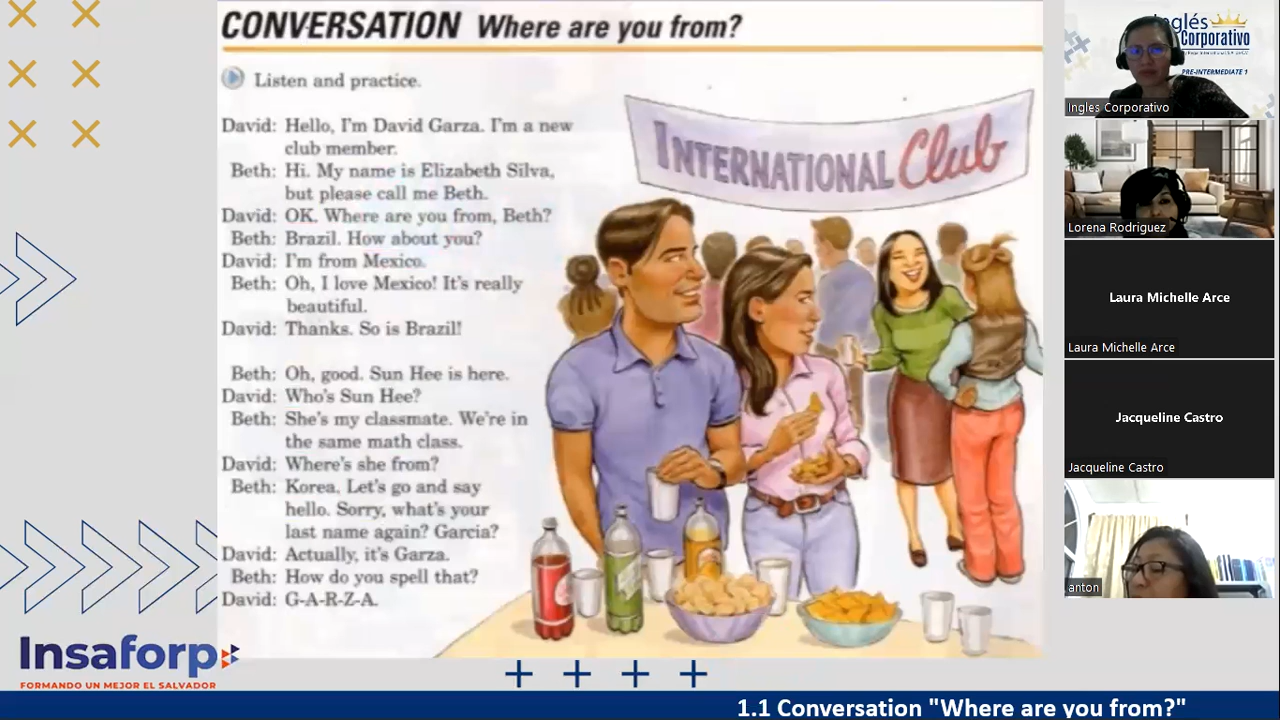 CONVERSATION Where are you from?
Listen and practice.
David: Hello, I'm David Garza. I'm a new
club member.
Beth: Hi. My name is Elizabeth Silva,
but please call me Beth.
David: OK. Where are you from, Beth?
Beth: Brazil. How about you?
David: I'm from Mexico.
Beth: Oh, I love Mexico! It's really
beautiful.
David: Thanks. So is Brazil!
Beth: Oh, good. Sun Hee is here.
David: Who's Sun Hee?
Beth: She's my classmate. We're in
the same math class.
David: Where's she from?
Beth: Korea. Let's go and say
hello. Sorry, what's your
last name again? Garcia?
David: Actually, it's Garza.
Beth: How do you spell that?
David: G-A-R-Z-A.
INTERNATIONAL Club
Insaforp
FORMANDO UN MEJOR EL SALVADOR
1.1 Conversation "Where are you from?"
Inglés
Corporativo
PRE-INTERMEDIATE 1
Ingles Corporativo
Lorena Rodriguez
Laura Michelle Arce
Laura Michelle Arce
Jacqueline Castro
Jacqueline Castro
anton